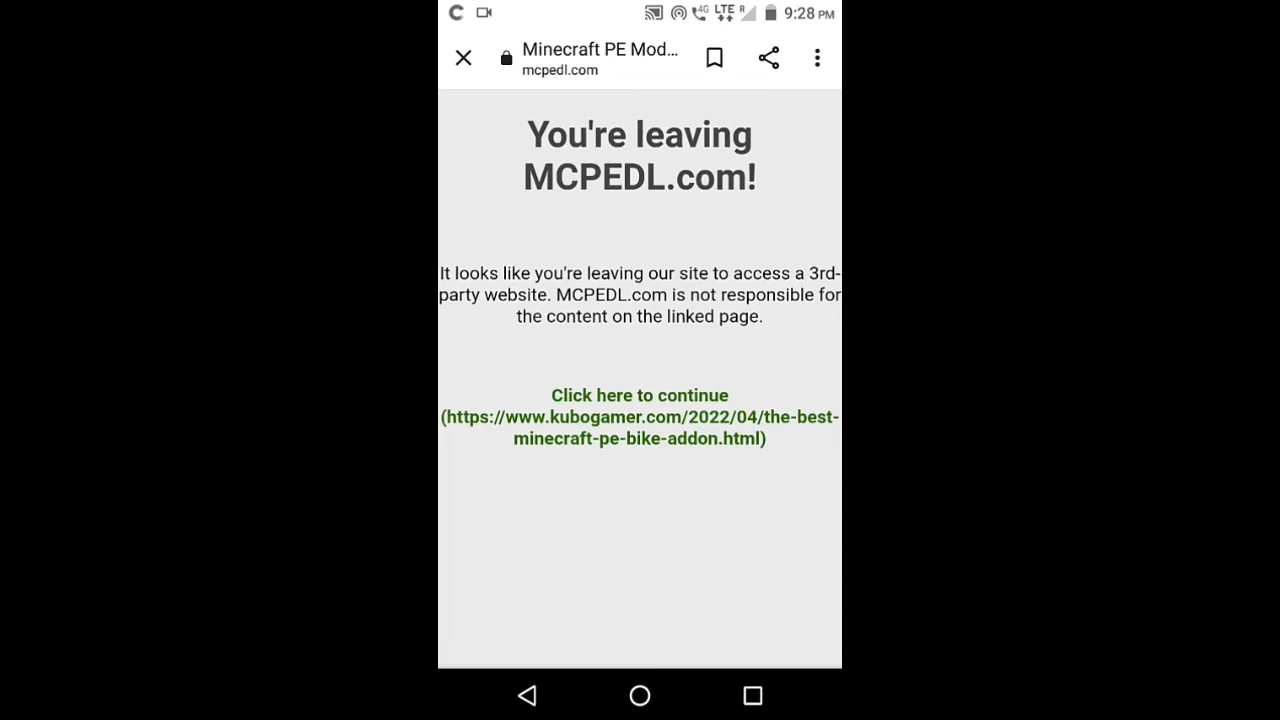 4G LTE R 9:28 PM
Minecraft PE Mod...
mcpedl.com
You're leaving
MCPEDL.com!
It looks like you're leaving our site to access a 3rd-
party website. MCPEDL.com is not responsible for
the content on the linked page.
Click here to continue
(https://www.kubogamer.com/2022/04/the-best-
minecraft-pe-bike-addon.html)